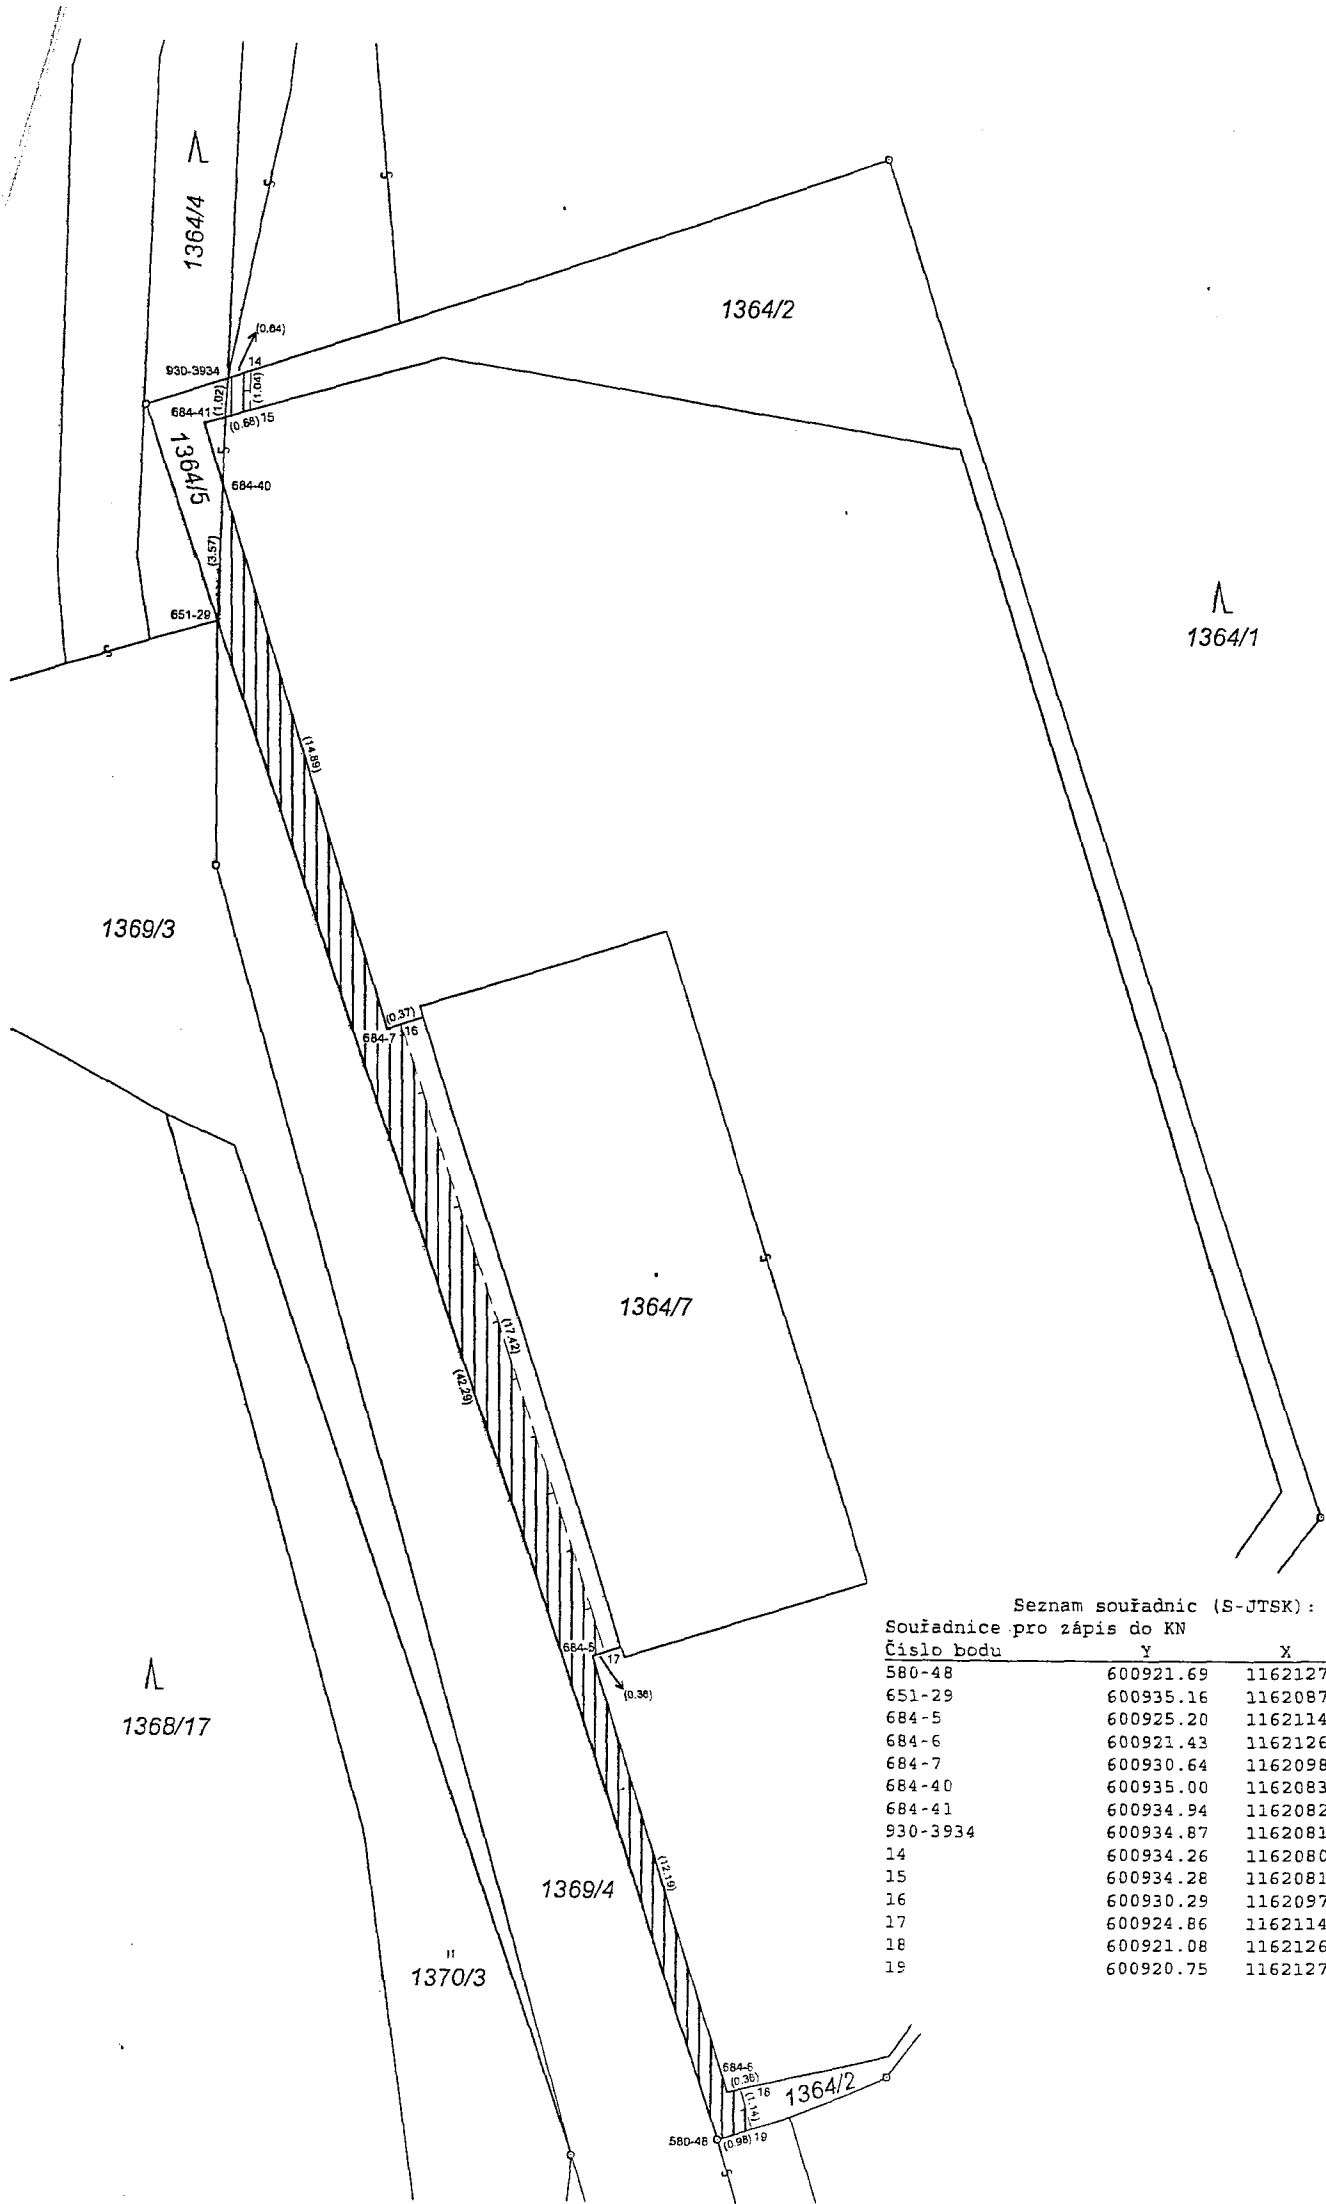 1364/4
1364/2
(0.64)
14
930-3934
(1.02)
(1.04)
684-41
(0.68)
15
1364/5
684-40
(3.57)
651-29
1364/1
(14.89)
1369/3
(0.37)
684-7
16
1364/7
(17.42)
(42.29)
684-5
17
(0.36)
1368/17
Seznam souřadnic (S-JTSK):
Souřadnice pro zápis do KN
Číslo bodu Y X
580-48 600921.69 1162127
651-29 600935.16 1162087
684-5 600925.20 1162114
684-6 600921.43 1162126
684-7 600930.64 1162098
684-40 600935.00 1162083
684-41 600934.94 1162082
930-3934 600934.87 1162081
14 600934.26 1162080
15 600934.28 1162081
16 600930.29 1162097
17 600924.86 1162114
18 600921.08 1162126
19 600920.75 1162127
(12.19)
1369/4
1370/3
684-6
(0.36)
18
1364/2
(1.14)
580-48
(0.98)
19